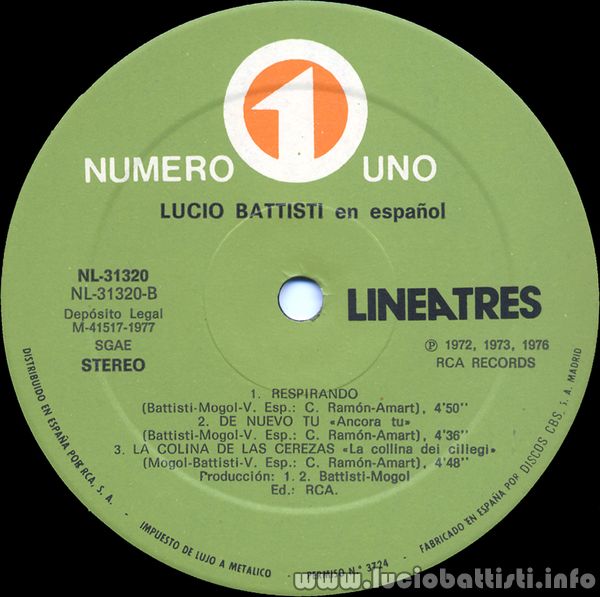 1
NUMERO UNO
LUCIO BATTISTI en español
NL-31320
NL-31320-B
Depósito Legal
M-41517-1977
SGAE
STEREO
LINEATRES
Ⓟ 1972, 1973, 1976
RCA RECORDS
1. RESPIRANDO
(Battisti-Mogol-V. Esp.: C. Ramón-Amart), 4'50''
2. DE NUEVO TU «Ancora tu»
(Battisti-Mogol-V. Esp.: C. Ramón-Amart), 4'36''
3. LA COLINA DE LAS CEREZAS «La collina dei cillegi»
(Mogol-Battisti-V. Esp.: C. Ramón-Amart), 4'48''
Producción: 1. 2. Battisti-Mogol
Ed.: RCA.
DISTRIBUIDO EN ESPAÑA POR RCA, S. A.
IMPUESTO DE LUJO A METALICO - PERMISO N.º 3724 - FABRICADO EN ESPAÑA POR DISCOS CBS, S. A. MADRID
www.luciobattisti.info